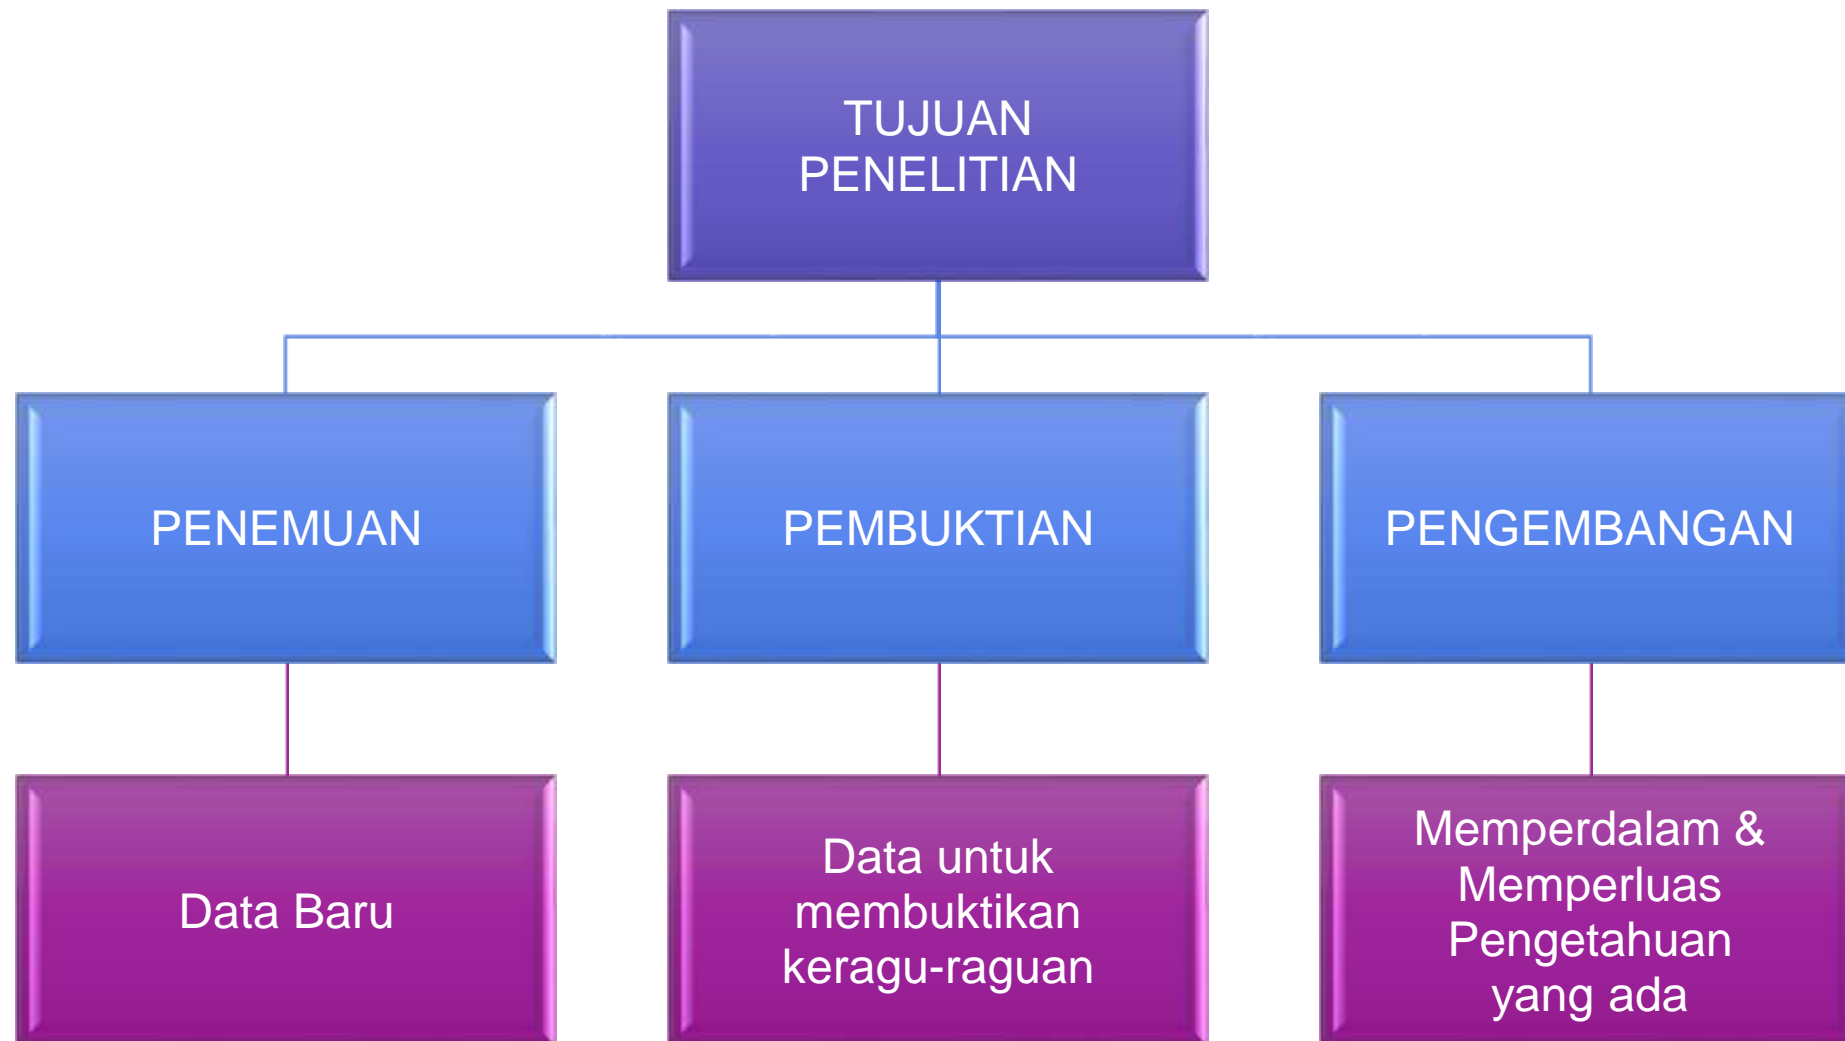 TUJUAN
PENELITIAN
PENEMUAN
PEMBUKTIAN
PENGEMBANGAN
Data Baru
Data untuk
membuktikan
keragu-raguan
Memperdalam &
Memperluas
Pengetahuan
yang ada